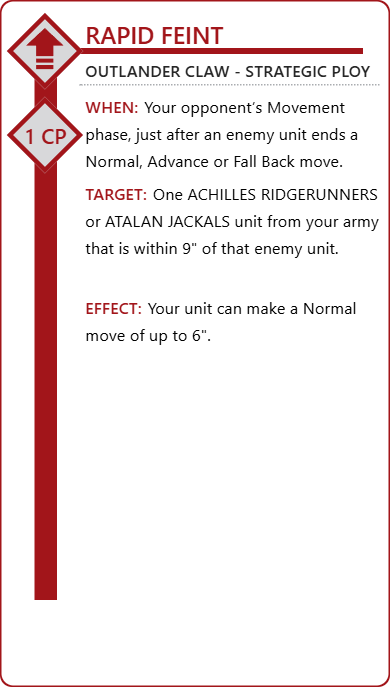 RAPID FEINT
OUTLANDER CLAW - STRATEGIC PLOY
1 CP
WHEN: Your opponent’s Movement
phase, just after an enemy unit ends a
Normal, Advance or Fall Back move.
TARGET: One ACHILLES RIDGERUNNERS
or ATALAN JACKALS unit from your army
that is within 9" of that enemy unit.
EFFECT: Your unit can make a Normal
move of up to 6".